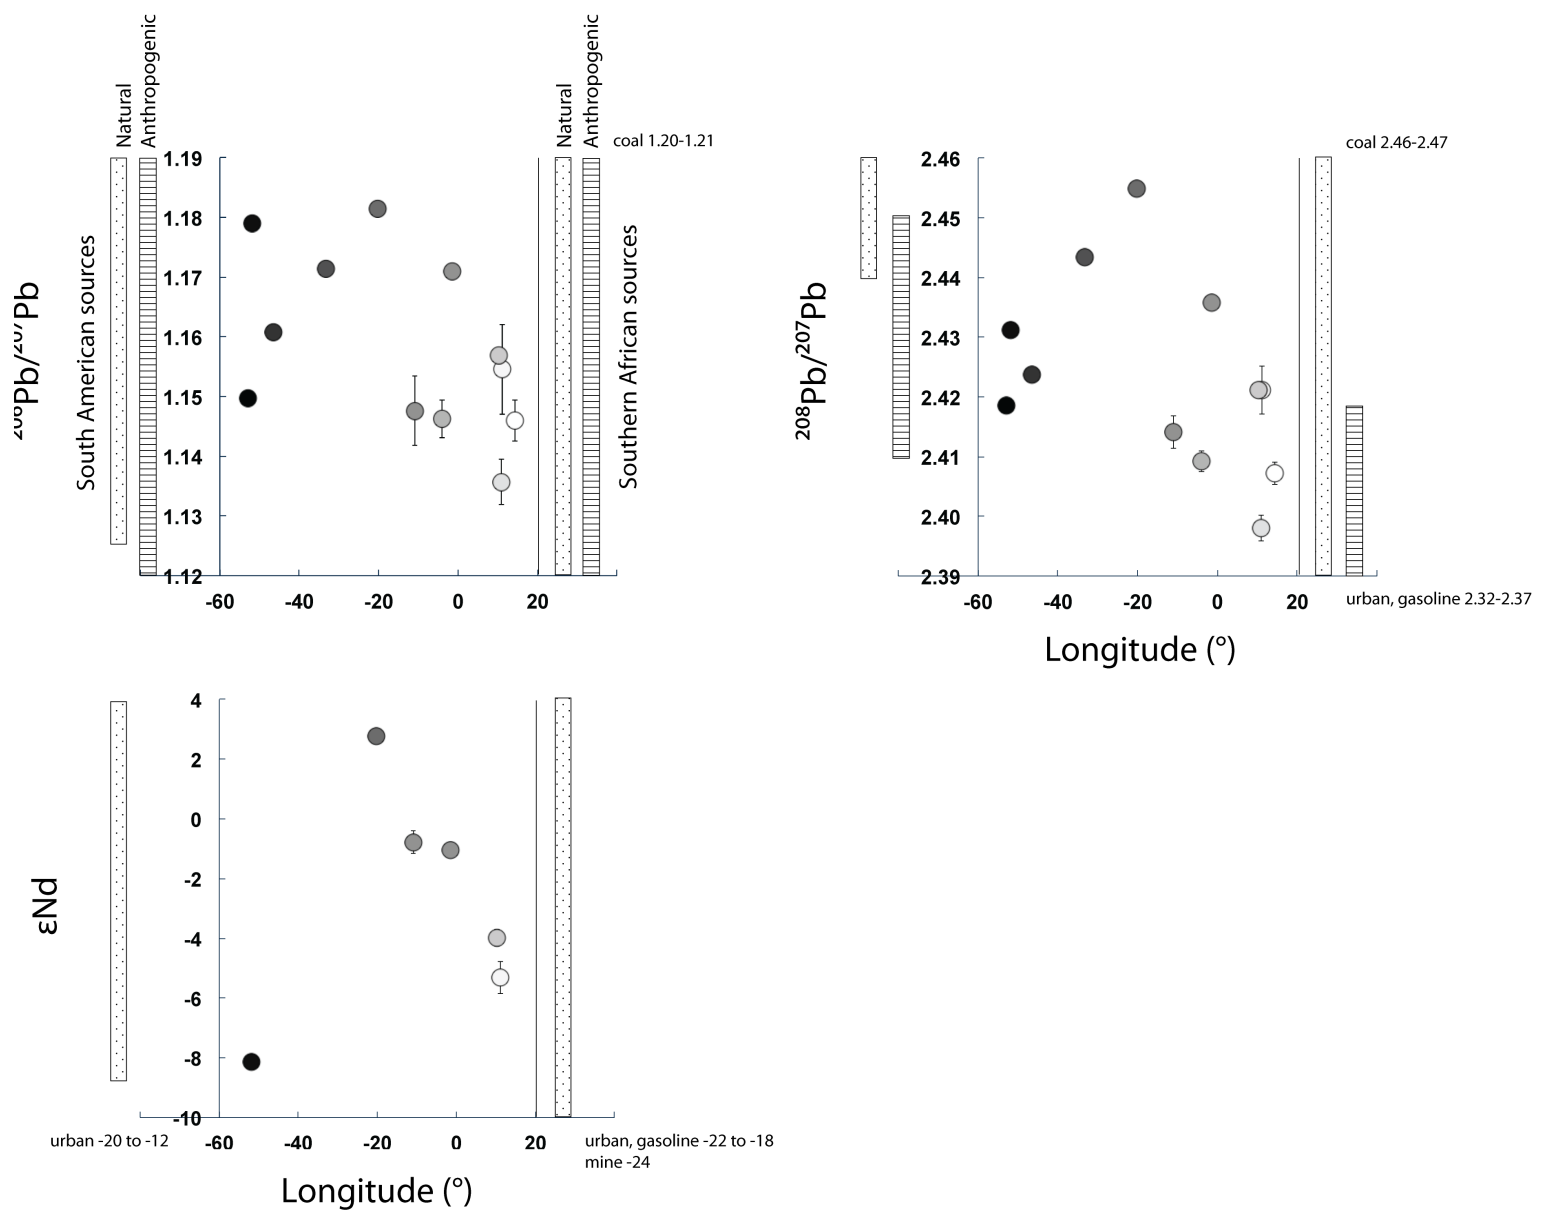 Natural
Anthropogenic
Natural
Anthropogenic
coal 1.20-1.21
South American sources
Southern African sources
1.19
1.18
1.17
1.16
1.15
1.14
1.13
1.12
-60 -40 -20 0 20
coal 2.46-2.47
208Pb/207Pb
2.46
2.45
2.44
2.43
2.42
2.41
2.40
2.39
-60 -40 -20 0 20
urban, gasoline 2.32-2.37
Longitude (°)
εNd
4
2
0
-2
-4
-6
-8
-10
-60 -40 -20 0 20
urban -20 to -12
urban, gasoline -22 to -18
mine -24
Longitude (°)